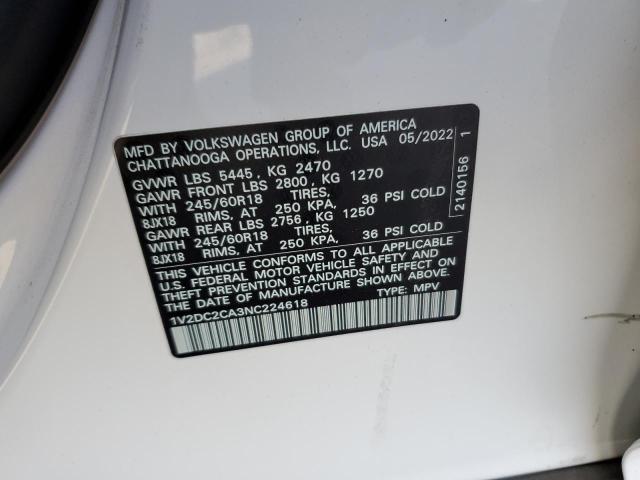 MFD BY VOLKSWAGEN GROUP OF AMERICA
CHATTANOOGA OPERATIONS, LLC. USA 05/2022
GVWR LBS 5445, KG 2470
GAWR FRONT LBS 2800, KG 1270
WITH 245/60R18 TIRES,
8JX18 RIMS, AT 250 KPA, 36 PSI COLD
GAWR REAR LBS 2756, KG 1250
WITH 245/60R18 TIRES,
8JX18 RIMS, AT 250 KPA, 36 PSI COLD
THIS VEHICLE CONFORMS TO ALL APPLICABLE
U.S. FEDERAL MOTOR VEHICLE SAFETY AND
THEFT PREVENTION STANDARDS IN EFFECT ON
THE DATE OF MANUFACTURE SHOWN ABOVE.
1V2DC2CA3NC224618 TYPE: MPV
2140156 1